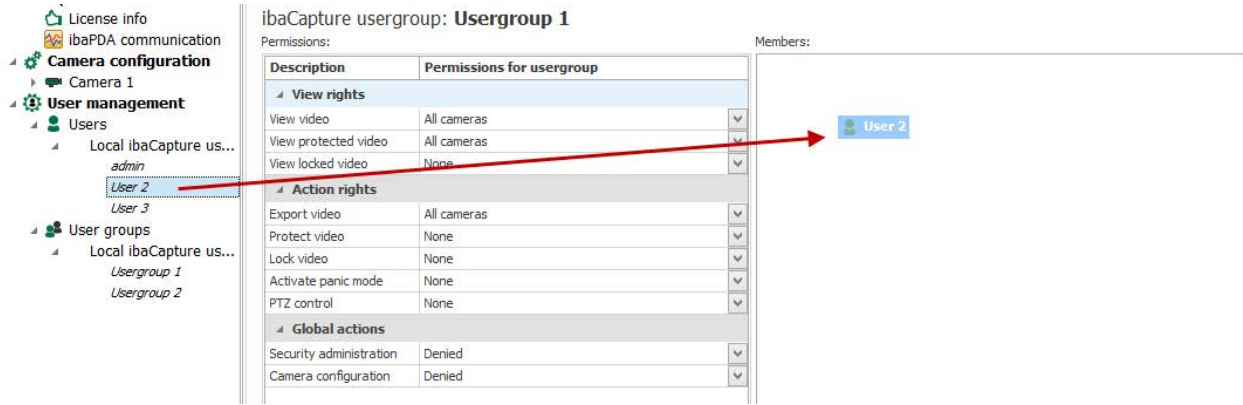 License info
ibaPDA communication
Camera configuration
Camera 1
User management
Users
Local ibaCapture us...
admin
User 2
User 3
User groups
Local ibaCapture us...
Usergroup 1
Usergroup 2
ibaCapture usergroup: Usergroup 1
Permissions:
Description Permissions for usergroup
View rights
View video All cameras
View protected video All cameras
View locked video None
Action rights
Export video All cameras
Protect video None
Lock video None
Activate panic mode None
PTZ control None
Global actions
Security administration Denied
Camera configuration Denied
Members:
User 2